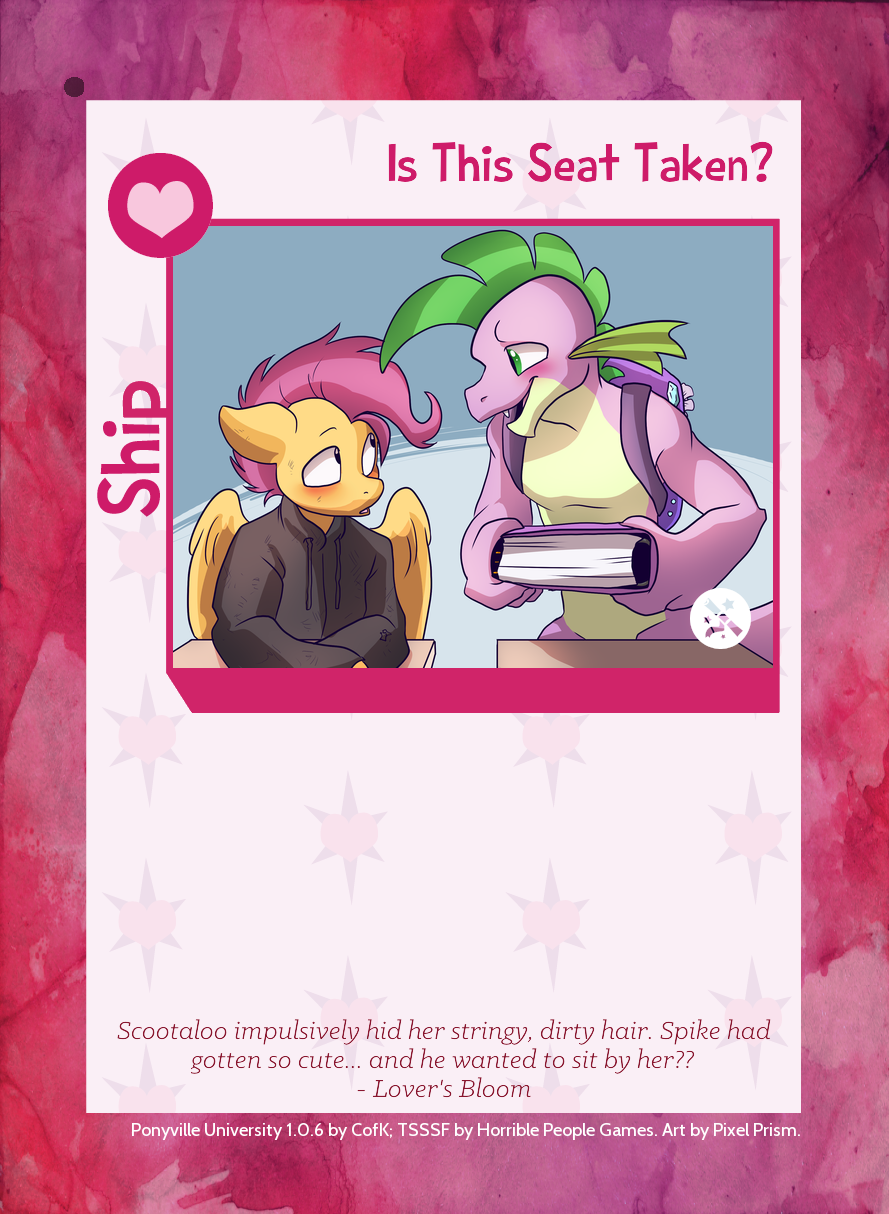 Is This Seat Taken?
Ship
Scootaloo impulsively hid her stringy, dirty hair. Spike had
gotten so cute... and he wanted to sit by her??
- Lover's Bloom
Ponyville University 1.0.6 by CofK; TSSSF by Horrible People Games. Art by Pixel Prism.